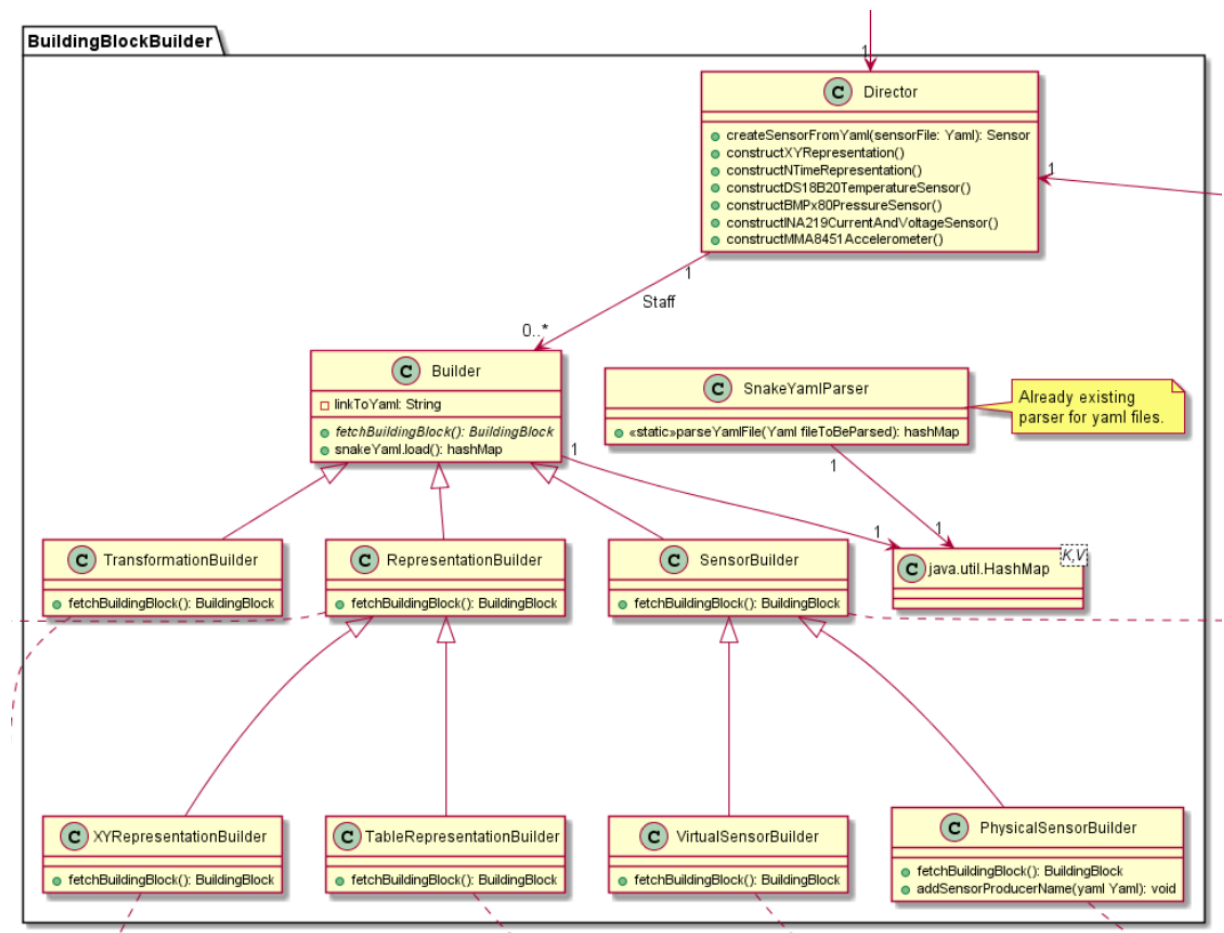 BuildingBlockBuilder
1
C Director
createSensorFromYaml(sensorFile: Yaml): Sensor
constructXYRepresentation()
constructNTimeRepresentation()
constructDS18B20TemperatureSensor()
constructBMPx80PressureSensor()
constructINA219CurrentAndVoltageSensor()
constructMMA8451Accelerometer()
1
1
Staff
0..*
C Builder
linkToYaml: String
fetchBuildingBlock(): BuildingBlock
snakeYaml.load(): hashMap
1
C SnakeYamlParser
«static»parseYamlFile(Yaml fileToBeParsed): hashMap
Already existing
parser for yaml files.
1
1
1
C TransformationBuilder
fetchBuildingBlock(): BuildingBlock
C RepresentationBuilder
fetchBuildingBlock(): BuildingBlock
C SensorBuilder
fetchBuildingBlock(): BuildingBlock
C java.util.HashMap
K,V
C XYRepresentationBuilder
fetchBuildingBlock(): BuildingBlock
C TableRepresentationBuilder
fetchBuildingBlock(): BuildingBlock
C VirtualSensorBuilder
fetchBuildingBlock(): BuildingBlock
C PhysicalSensorBuilder
fetchBuildingBlock(): BuildingBlock
addSensorProducerName(yaml Yaml): void